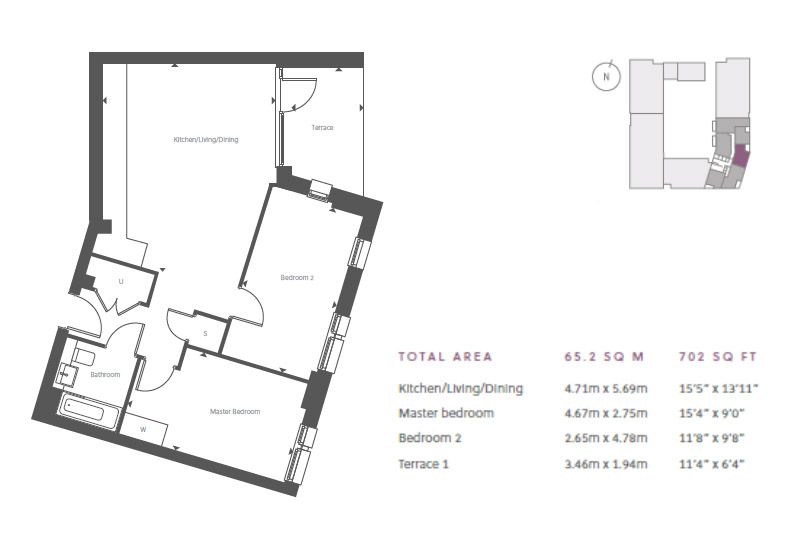 N
Kitchen/Living/Dining
Terrace
Bedroom 2
U
S
Bathroom
Master Bedroom
W
TOTAL AREA 65.2 SQ M 702 SQ FT
Kitchen/Living/Dining 4.71m x 5.69m 15'5" x 13'11"
Master bedroom 4.67m x 2.75m 15'4" x 9'0"
Bedroom 2 2.65m x 4.78m 11'8" x 9'8"
Terrace 1 3.46m x 1.94m 11'4" x 6'4"